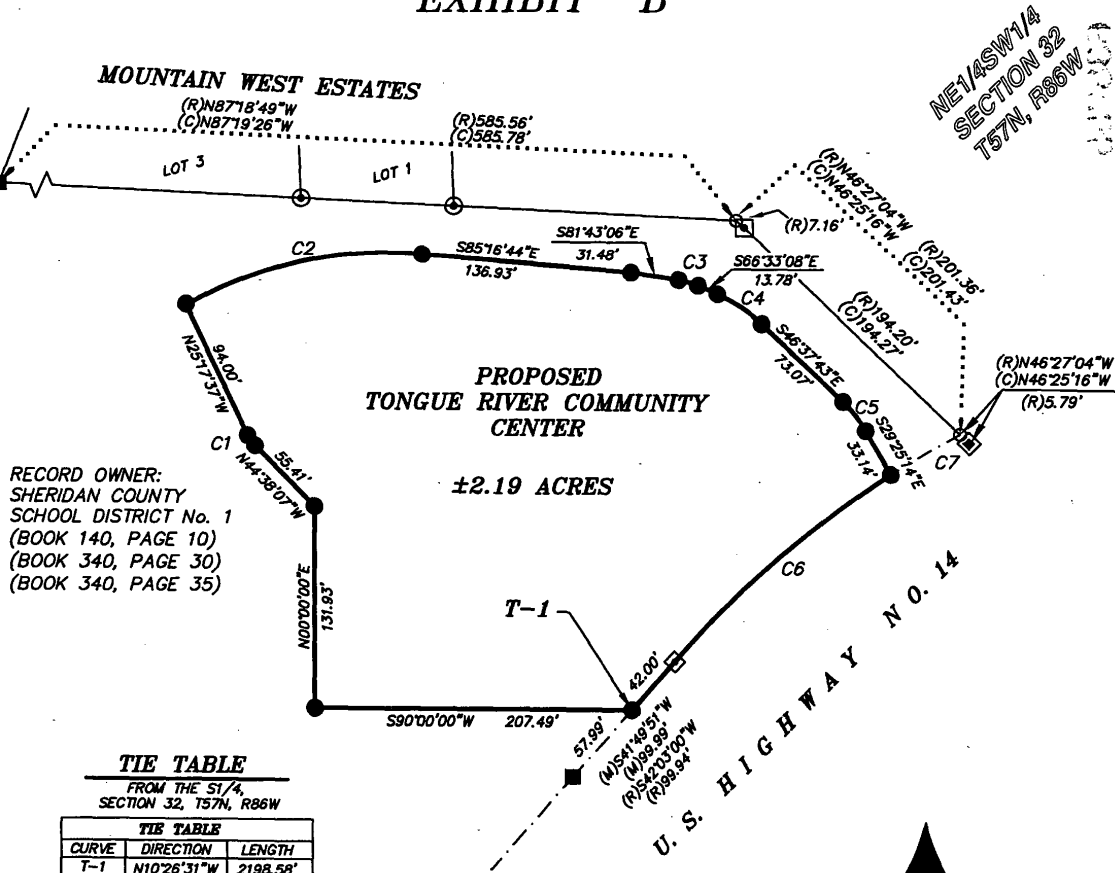 EXHIBIT "B"
NE1/4SW1/4
SECTION 32
T57N, R86W
MOUNTAIN WEST ESTATES
(R)N87°18'49"W
(C)N87°19'26"W
(R)585.56'
(C)585.78'
LOT 3
LOT 1
(R)N46°27'04"W
(C)N46°25'16"W
(R)7.16'
(R)201.36'
(C)201.43'
(R)194.20'
(C)194.27'
(R)N46°27'04"W
(C)N46°25'16"W
(R)5.79'
C2
S85°16'44"E
136.93'
S81°43'06"E
31.48'
C3
S66°33'08"E
13.78'
C4
S46°37'43"E
73.07'
C5
S29°25'14"E
33.14'
C7
94.00'
N25°17'37"W
C1
55.41'
N44°38'07"W
PROPOSED
TONGUE RIVER COMMUNITY
CENTER
±2.19 ACRES
RECORD OWNER:
SHERIDAN COUNTY
SCHOOL DISTRICT No. 1
(BOOK 140, PAGE 10)
(BOOK 340, PAGE 30)
(BOOK 340, PAGE 35)
N00°00'00"E
131.93'
C6
T-1
42.00'
S90°00'00"W 207.49'
57.99'
(M)S41°49'51"W
(M)99.99'
(R)S42°03'00"W
(R)99.94'
U. S. HIGHWAY NO. 14
TIE TABLE
FROM THE S1/4,
SECTION 32, T57N, R86W
TIE TABLE
CURVE DIRECTION LENGTH
T-1 N10°26'31"W 2198.58'